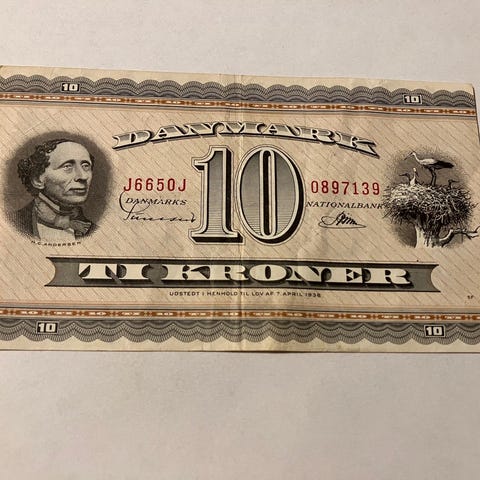 10 10
DANMARK
J6650J 10 0897139
DANMARKS NATIONALBANK
H.C. ANDERSEN
TI KRONER
UDSTEDT I HENHOLD TIL LOV AF 7. APRIL 1936
10 10